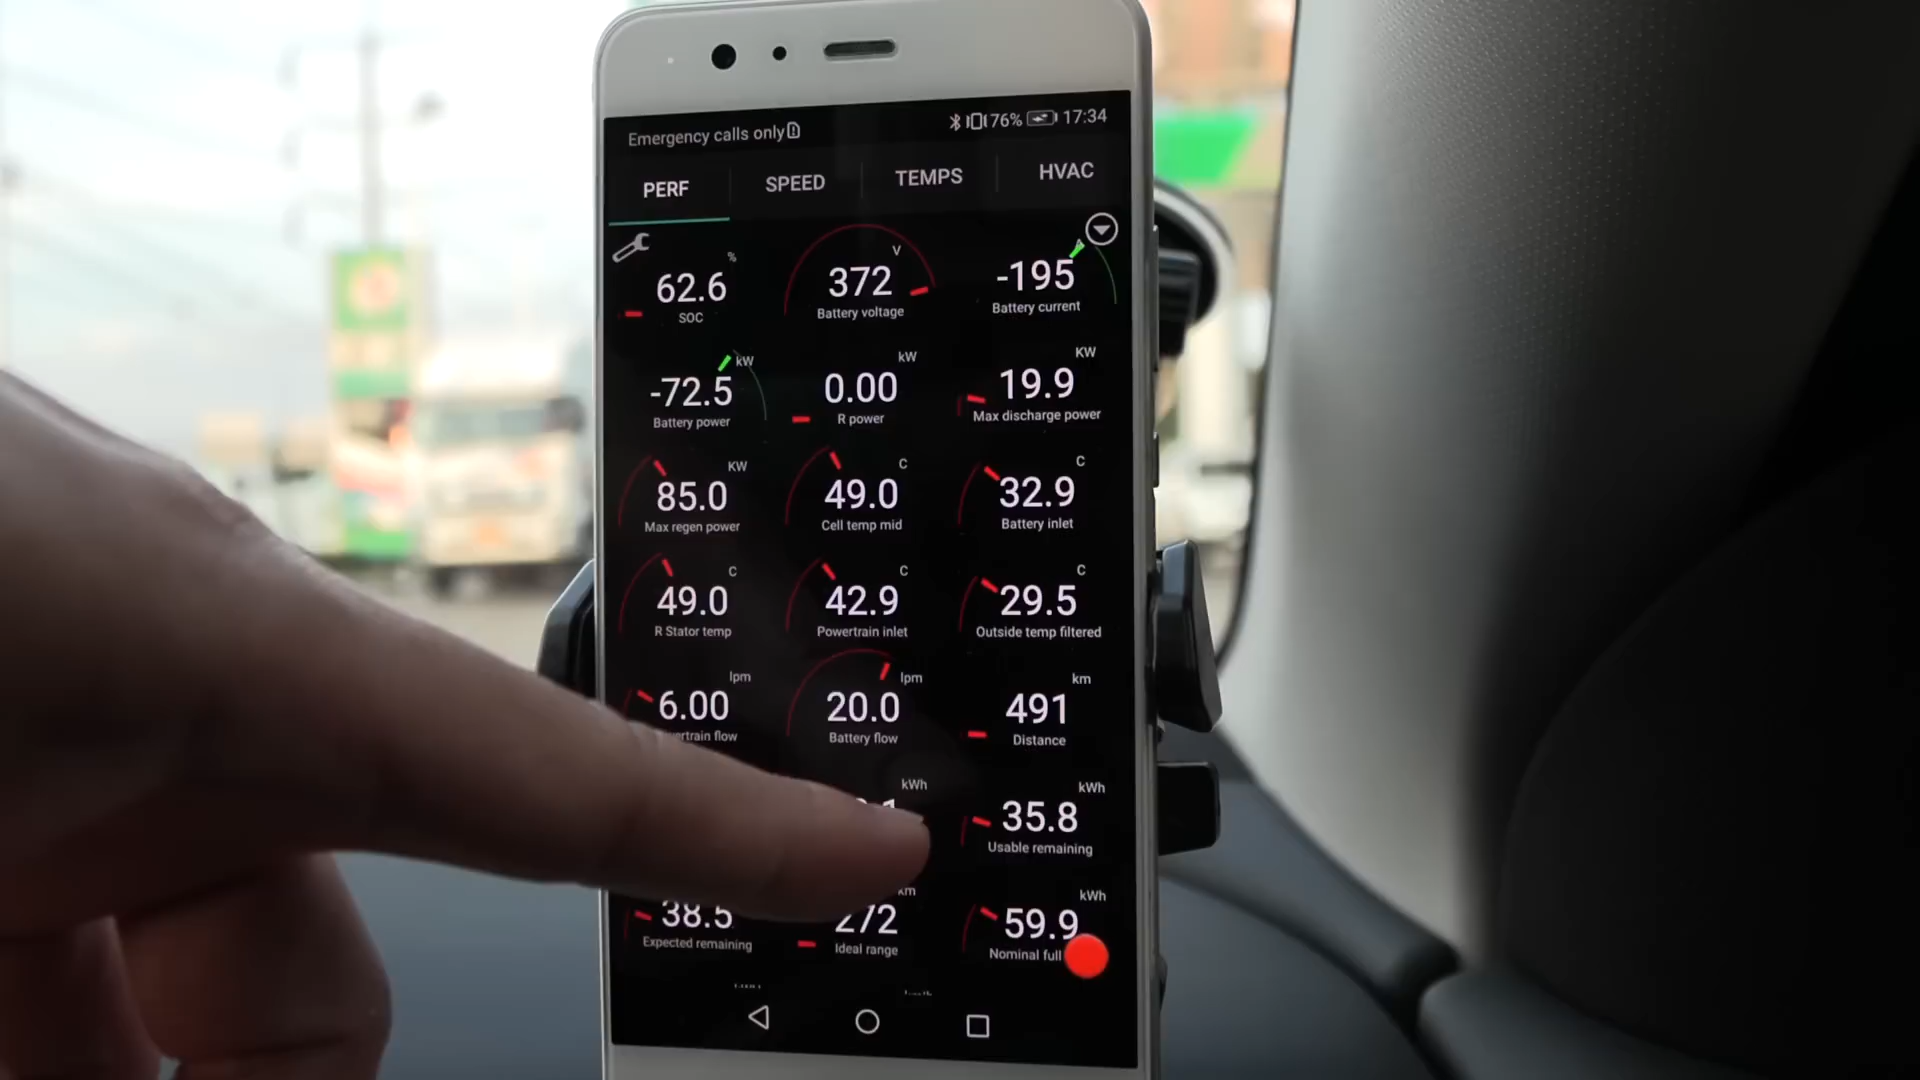 Emergency calls only 76% 17:34
PERF SPEED TEMPS HVAC
% V
62.6 372 -195
SOC Battery voltage Battery current
kW kW KW
-72.5 0.00 19.9
Battery power R power Max discharge power
KW C C
85.0 49.0 32.9
Max regen power Cell temp mid Battery inlet
C C C
49.0 42.9 29.5
R Stator temp Powertrain inlet Outside temp filtered
lpm lpm km
6.00 20.0 491
flow Battery flow Distance
kWh kWh
35.8
Usable remaining
km kWh
38.5 272 59.9
Expected remaining Ideal range Nominal full